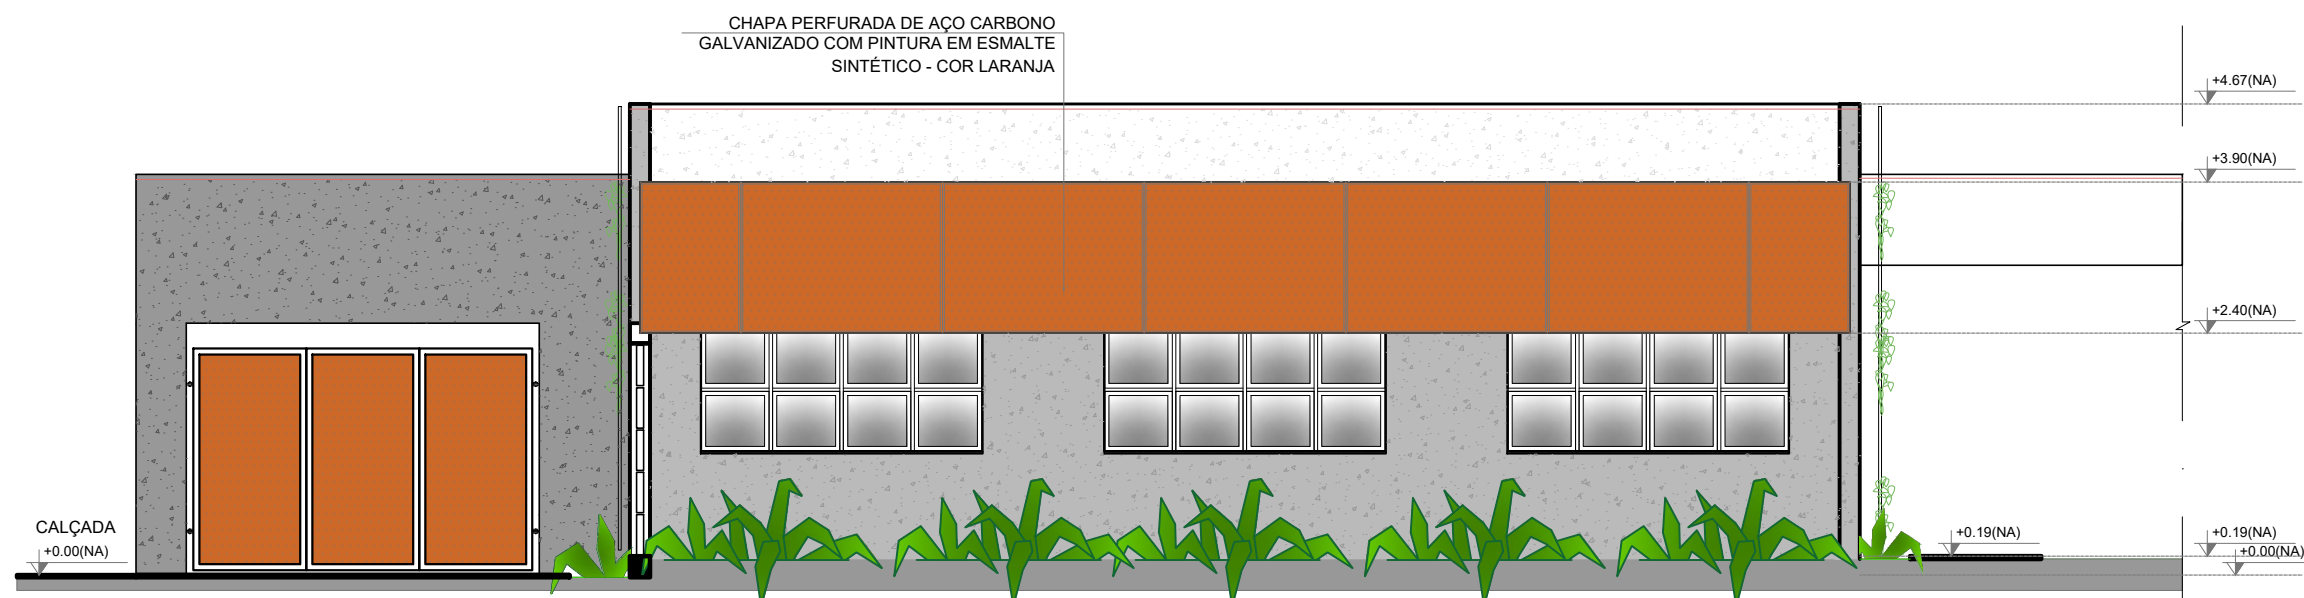 CHAPA PERFURADA DE AÇO CARBONO
GALVANIZADO COM PINTURA EM ESMALTE
SINTÉTICO - COR LARANJA
+4.67(NA)
+3.90(NA)
+2.40(NA)
CALÇADA
+0.00(NA)
+0.19(NA)
+0.19(NA)
+0.00(NA)